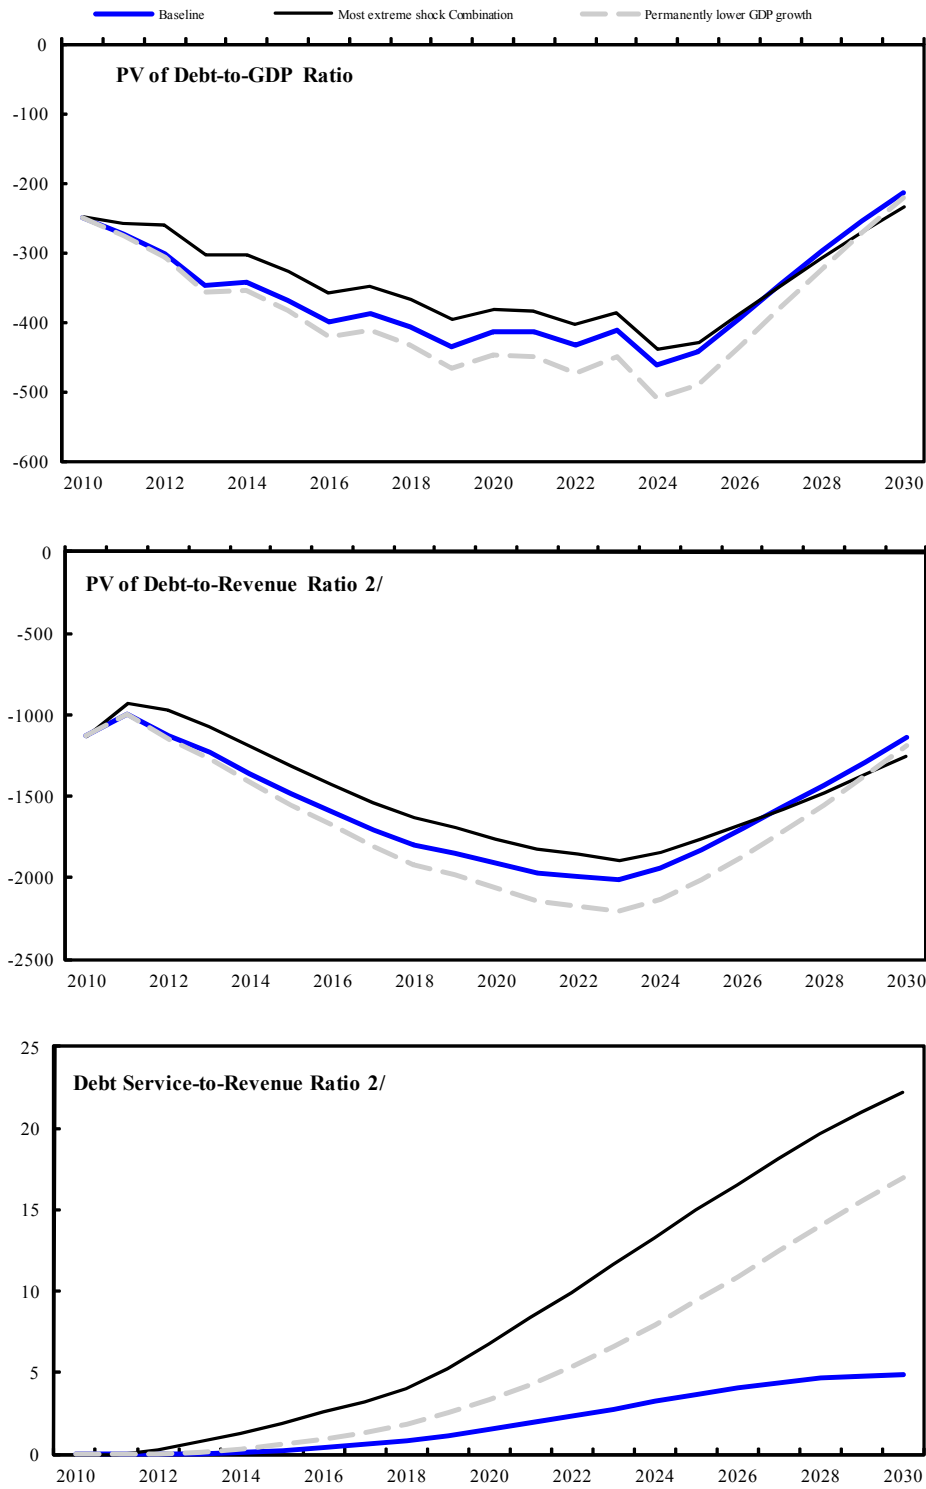 Baseline Most extreme shock Combination Permanently lower GDP growth
0
PV of Debt-to-GDP Ratio
-100
-200
-300
-400
-500
-600
2010 2012 2014 2016 2018 2020 2022 2024 2026 2028 2030
0
PV of Debt-to-Revenue Ratio 2/
-500
-1000
-1500
-2000
-2500
2010 2012 2014 2016 2018 2020 2022 2024 2026 2028 2030
25
Debt Service-to-Revenue Ratio 2/
20
15
10
5
0
2010 2012 2014 2016 2018 2020 2022 2024 2026 2028 2030